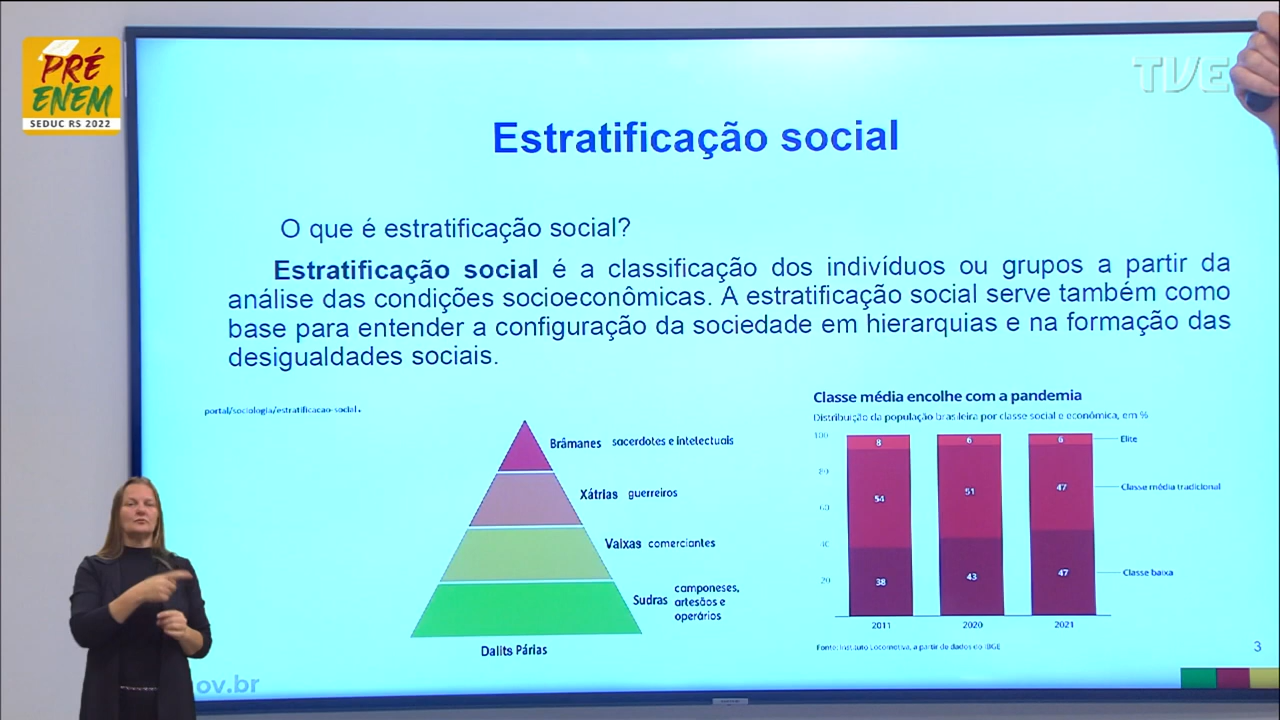 PRÉ
ENEM
SEDUC RS 2022
TVE
Estratificação social
O que é estratificação social?
Estratificação social é a classificação dos indivíduos ou grupos a partir da
análise das condições socioeconômicas. A estratificação social serve também como
base para entender a configuração da sociedade em hierarquias e na formação das
desigualdades sociais.
portal/sociologia/estratificacao-social.
Brâmanes sacerdotes e intelectuais
Xátrias guerreiros
Vaixas comerciantes
Sudras camponeses,
artesãos e
operários
Dalits Párias
Classe média encolhe com a pandemia
Distribuição da população brasileira por classe social e econômica, em %
100
80
60
40
20
8
6
6
Elite
54
51
47
Classe média tradicional
38
43
47
Classe baixa
2011
2020
2021
Fonte: Instituto Locomotiva, a partir de dados do IBGE
3
ov.br